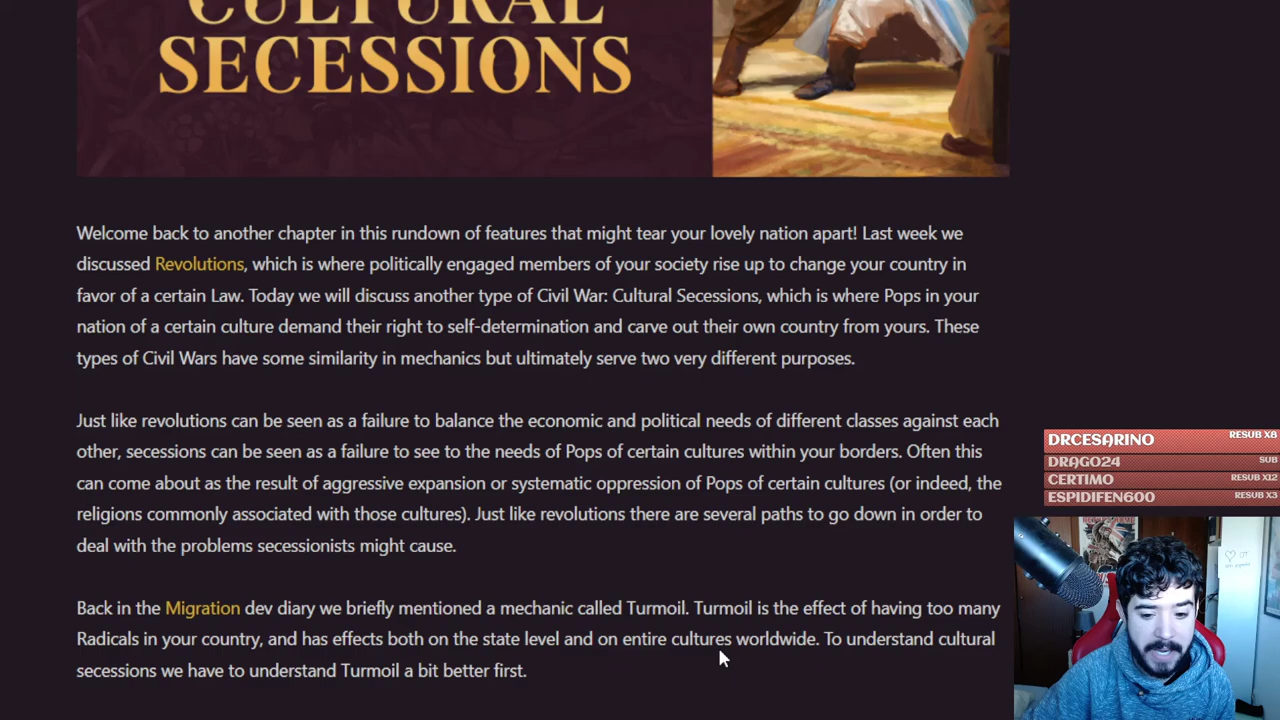 CULTURAL
SECESSIONS
Welcome back to another chapter in this rundown of features that might tear your lovely nation apart! Last week we
discussed Revolutions, which is where politically engaged members of your society rise up to change your country in
favor of a certain Law. Today we will discuss another type of Civil War: Cultural Secessions, which is where Pops in your
nation of a certain culture demand their right to self-determination and carve out their own country from yours. These
types of Civil Wars have some similarity in mechanics but ultimately serve two very different purposes.
Just like revolutions can be seen as a failure to balance the economic and political needs of different classes against each
other, secessions can be seen as a failure to see to the needs of Pops of certain cultures within your borders. Often this
can come about as the result of aggressive expansion or systematic oppression of Pops of certain cultures (or indeed, the
religions commonly associated with those cultures). Just like revolutions there are several paths to go down in order to
deal with the problems secessionists might cause.
Back in the Migration dev diary we briefly mentioned a mechanic called Turmoil. Turmoil is the effect of having too many
Radicals in your country, and has effects both on the state level and on entire cultures worldwide. To understand cultural
secessions we have to understand Turmoil a bit better first.
DRCESARINO RESUB X8
DRAGO24 SUB
CERTIMO RESUB X12
ESPIDIFEN600 RESUB X3